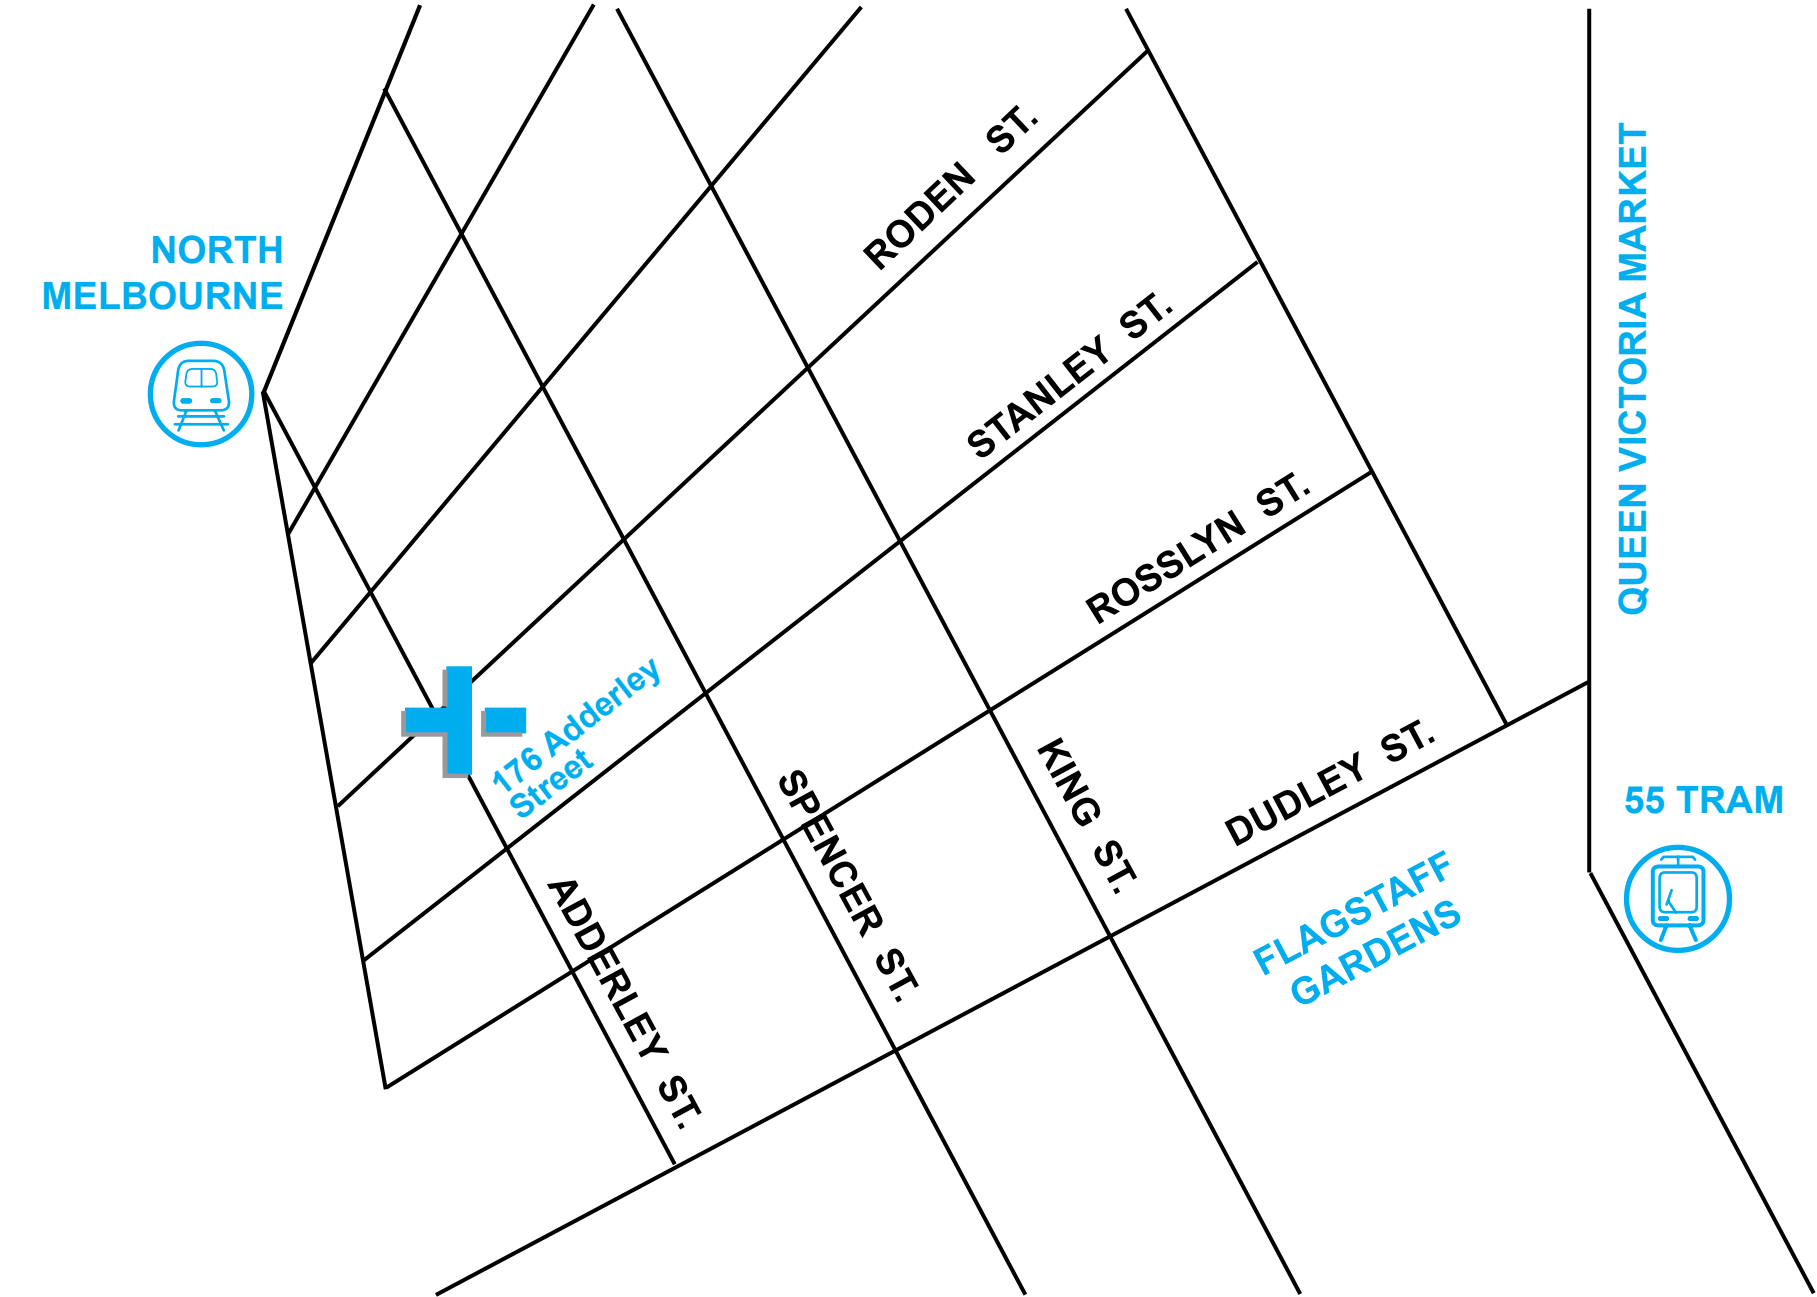 RODEN ST.
NORTH
MELBOURNE
STANLEY ST.
QUEEN VICTORIA MARKET
ROSSLYN ST.
176 Adderley
Street
SPENCER ST.
KING ST.
DUDLEY ST.
55 TRAM
ADDERLEY ST.
FLAGSTAFF
GARDENS